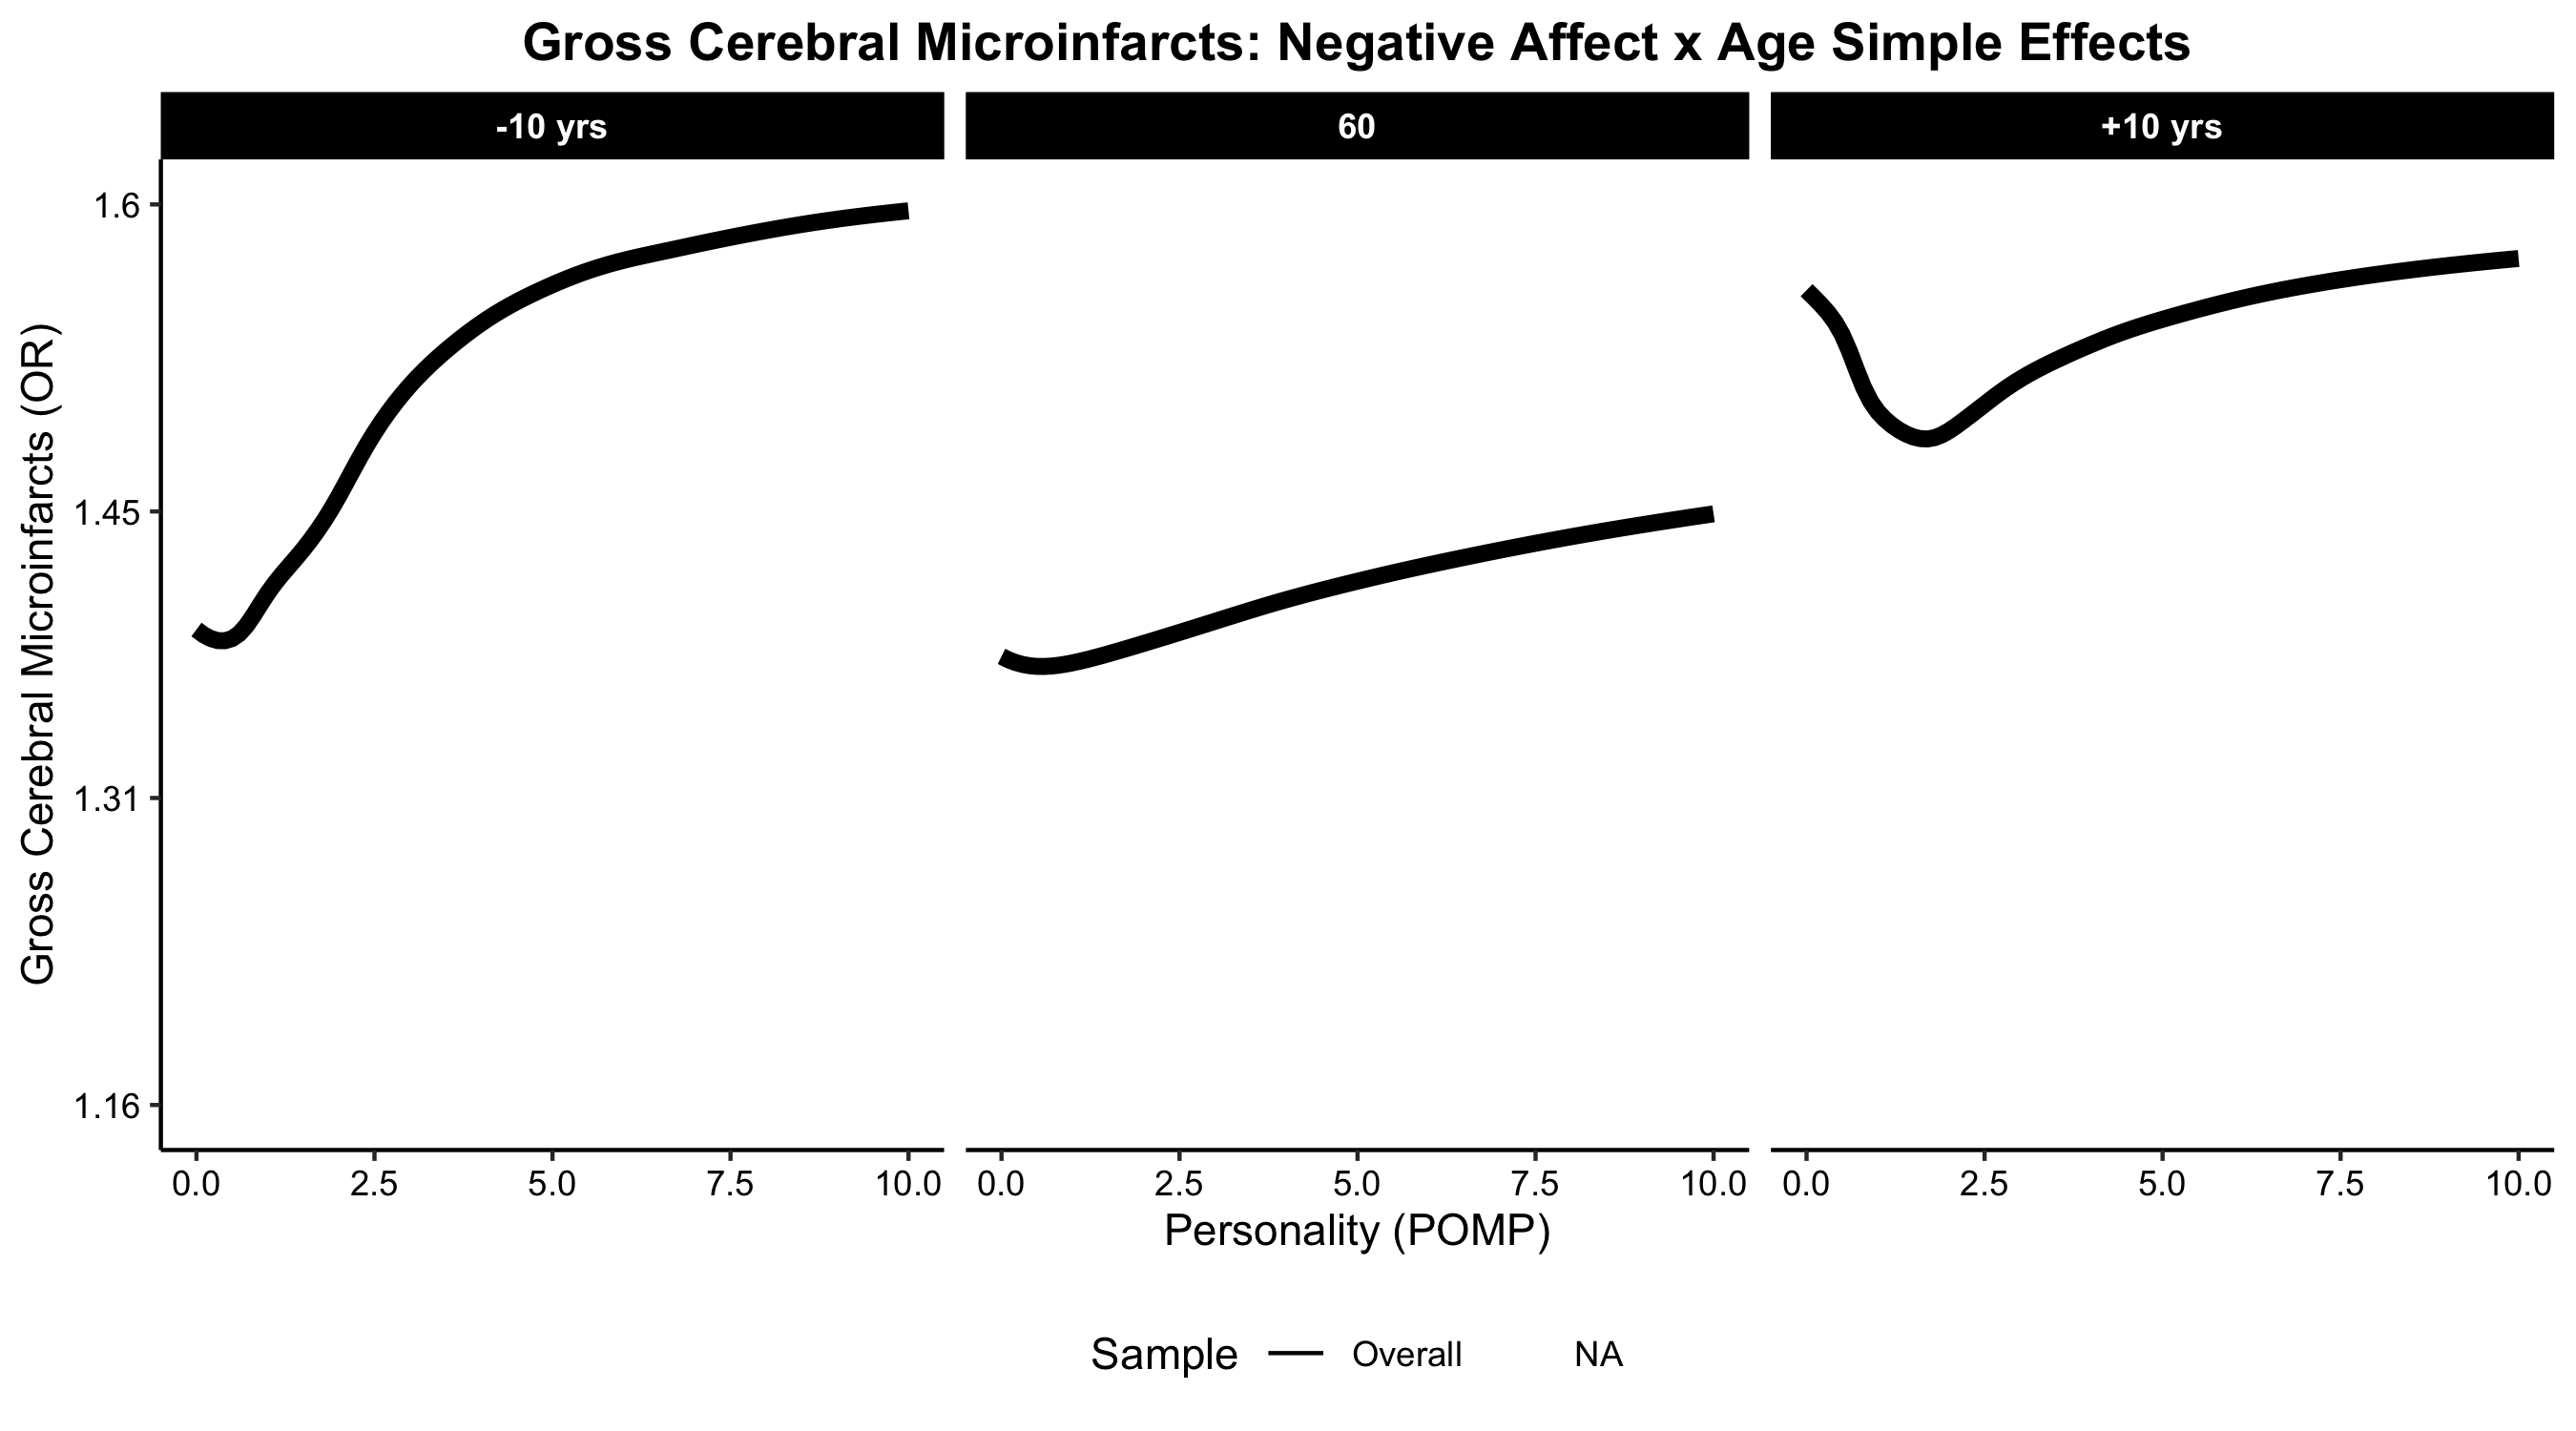 Gross Cerebral Microinfarcts: Negative Affect x Age Simple Effects
-10 yrs
60
+10 yrs
Gross Cerebral Microinfarcts (OR)
1.6
1.45
1.31
1.16
0.0 2.5 5.0 7.5 10.0
0.0 2.5 5.0 7.5 10.0
0.0 2.5 5.0 7.5 10.0
Personality (POMP)
Sample Overall NA